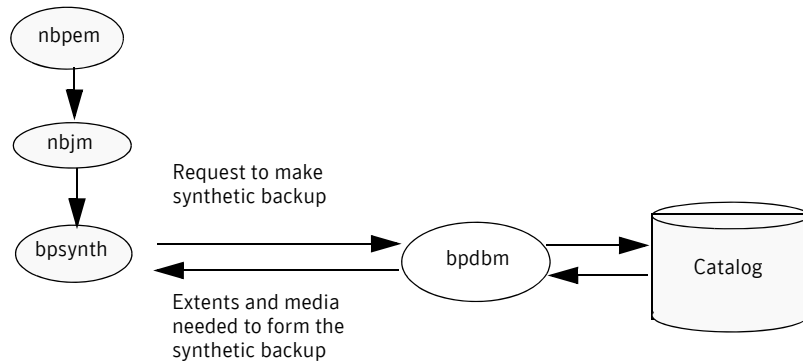 nbpem
nbjm
Request to make
synthetic backup
bpsynth
bpdbm
Catalog
Extents and media
needed to form the
synthetic backup